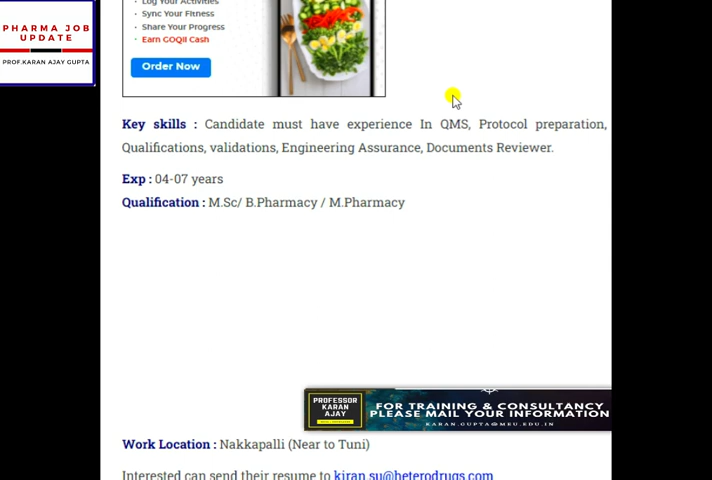 PHARMA JOB
UPDATE
PROF.KARAN AJAY GUPTA
· Log Your Activities
· Sync Your Fitness
· Share Your Progress
· Earn GOQii Cash
Order Now
Key skills : Candidate must have experience In QMS, Protocol preparation,
Qualifications, validations, Engineering Assurance, Documents Reviewer.
Exp : 04-07 years
Qualification : M.Sc/ B.Pharmacy / M.Pharmacy
PROFESSOR
KARAN
AJAY
FOR TRAINING & CONSULTANCY
PLEASE MAIL YOUR INFORMATION
KARAN.GUPTA@MEU.EDU.IN
Work Location : Nakkapalli (Near to Tuni)
Interested can send their resume to kiran.su@heterodrugs.com